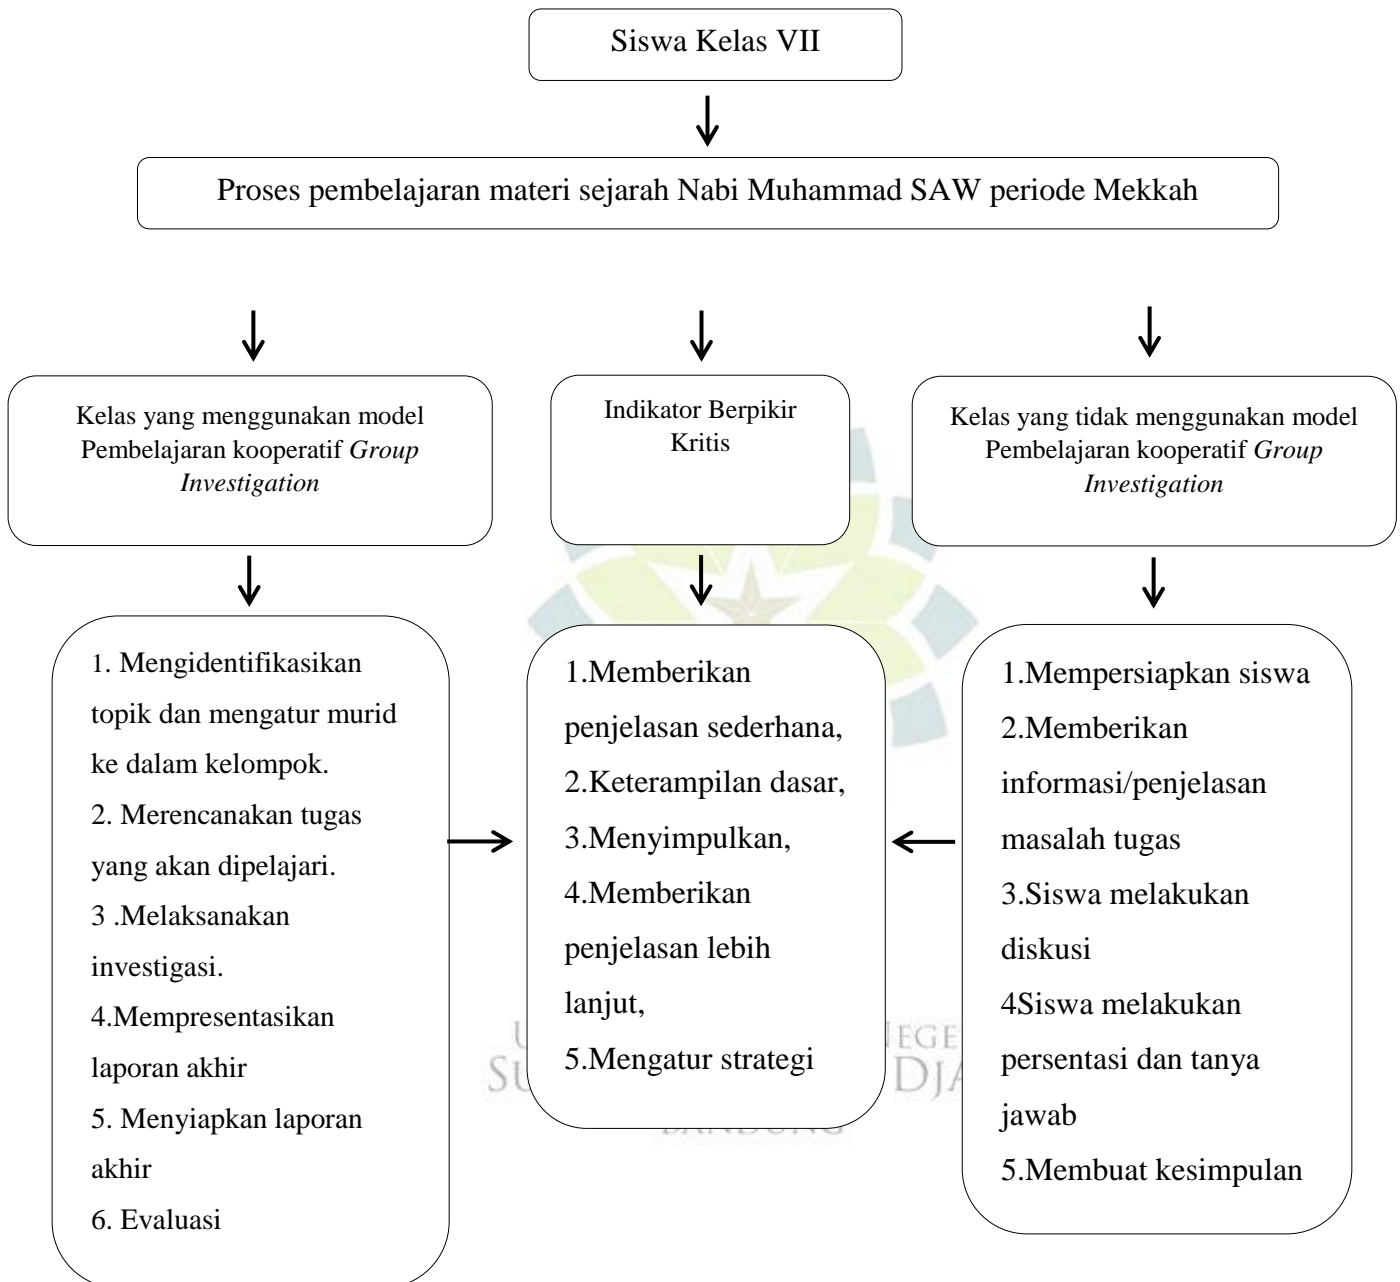 Siswa Kelas VII
Proses pembelajaran materi sejarah Nabi Muhammad SAW periode Mekkah
Kelas yang menggunakan model
Pembelajaran kooperatif Group
Investigation
Indikator Berpikir
Kritis
Kelas yang tidak menggunakan model
Pembelajaran kooperatif Group
Investigation
1. Mengidentifikasikan
topik dan mengatur murid
ke dalam kelompok.
2. Merencanakan tugas
yang akan dipelajari.
3 .Melaksanakan
investigasi.
4.Mempresentasikan
laporan akhir
5. Menyiapkan laporan
akhir
6. Evaluasi
1.Memberikan
penjelasan sederhana,
2.Keterampilan dasar,
3.Menyimpulkan,
4.Memberikan
penjelasan lebih
lanjut,
5.Mengatur strategi
1.Mempersiapkan siswa
2.Memberikan
informasi/penjelasan
masalah tugas
3.Siswa melakukan
diskusi
4Siswa melakukan
persentasi dan tanya
jawab
5.Membuat kesimpulan